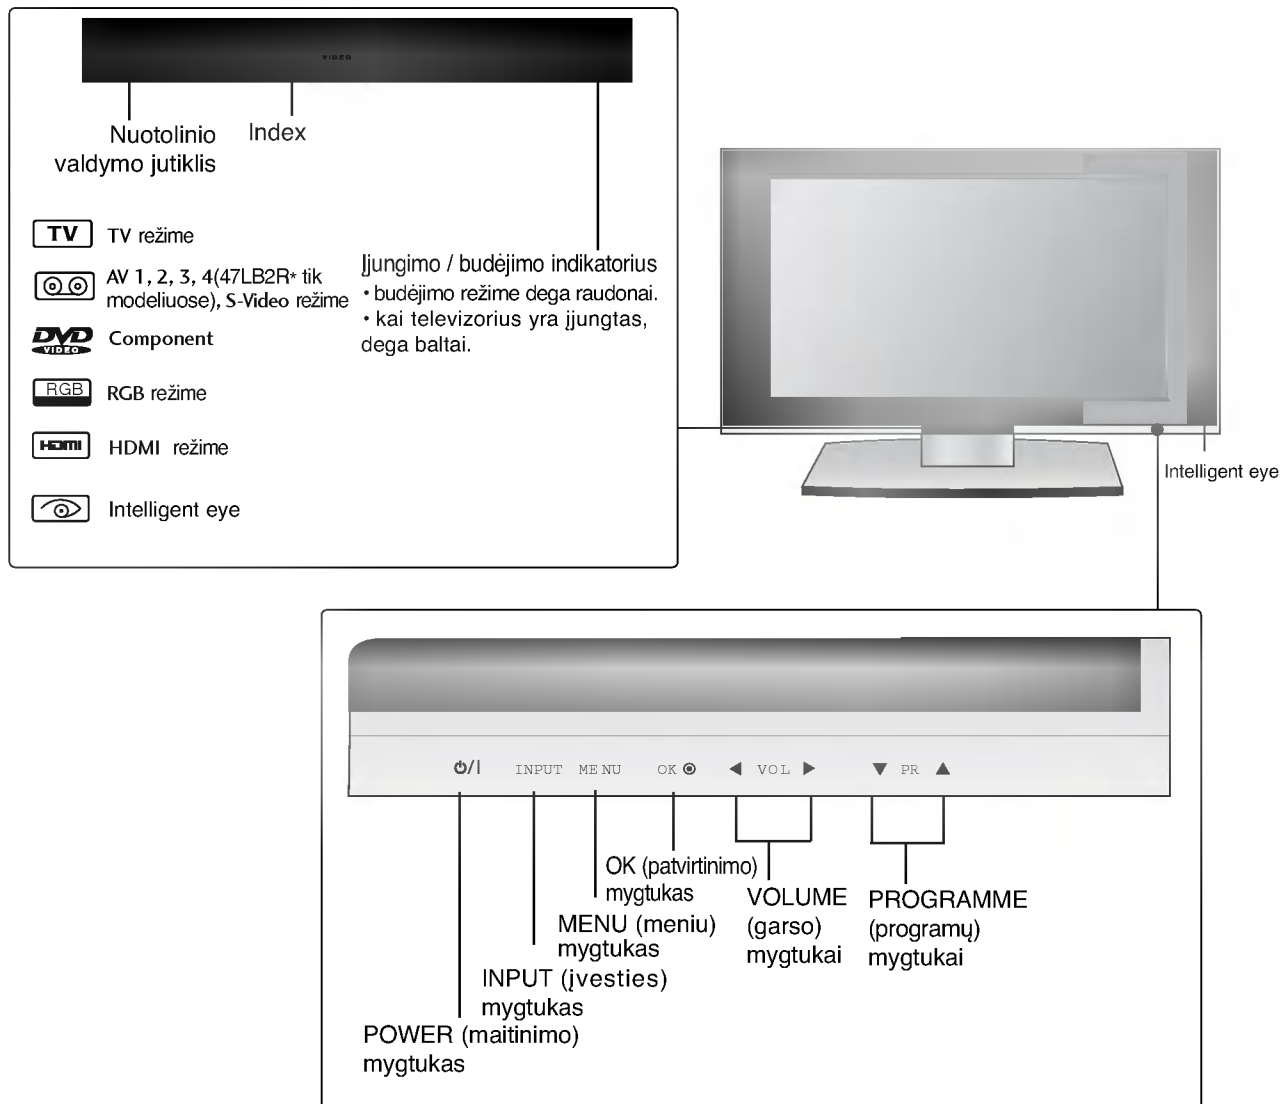 VIDEO
Nuotolinio
valdymo jutiklis
Index
TV
TV režime
AV 1, 2, 3, 4(47LB2R* tik
modeliuose), S-Video režime
DVD
VIDEO
Component
RGB
RGB režime
HDMI
HDMI režime
Intelligent eye
Įjungimo / budėjimo indikatorius
• budėjimo režime dega raudonai.
• kai televizorius yra įjungtas,
dega baltai.
Intelligent eye
⏻/I INPUT MENU OK ◉ ◀ VOL ▶ ▼ PR ▲
OK (patvirtinimo)
mygtukas
MENU (meniu)
mygtukas
INPUT (įvesties)
mygtukas
POWER (maitinimo)
mygtukas
VOLUME
(garso)
mygtukai
PROGRAMME
(programų)
mygtukai